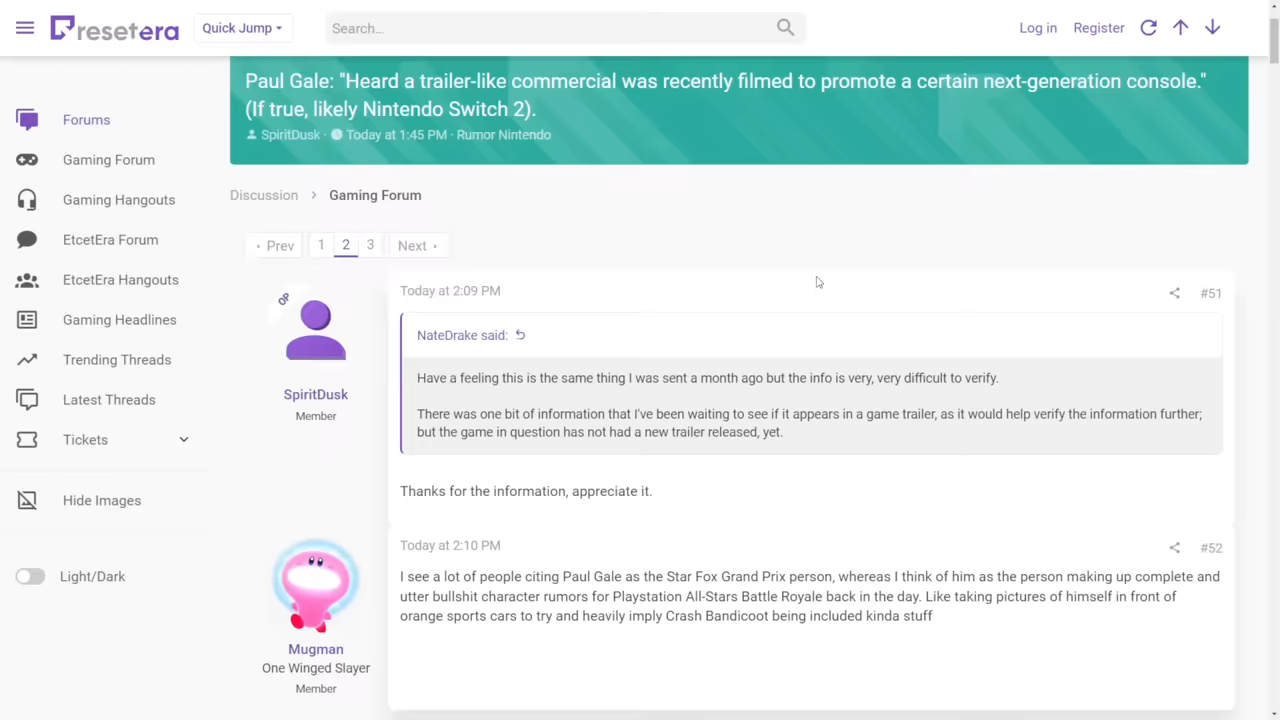 resetera
Quick Jump
Search...
Log in
Register
Paul Gale: "Heard a trailer-like commercial was recently filmed to promote a certain next-generation console."
(If true, likely Nintendo Switch 2).
SpiritDusk · Today at 1:45 PM · Rumor Nintendo
Forums
Gaming Forum
Gaming Hangouts
EtcetEra Forum
EtcetEra Hangouts
Gaming Headlines
Trending Threads
Latest Threads
Tickets
Hide Images
Light/Dark
Discussion
Gaming Forum
Prev
1
2
3
Next
OP
SpiritDusk
Member
Today at 2:09 PM
#51
NateDrake said:
Have a feeling this is the same thing I was sent a month ago but the info is very, very difficult to verify.
There was one bit of information that I've been waiting to see if it appears in a game trailer, as it would help verify the information further;
but the game in question has not had a new trailer released, yet.
Thanks for the information, appreciate it.
Mugman
One Winged Slayer
Member
Today at 2:10 PM
#52
I see a lot of people citing Paul Gale as the Star Fox Grand Prix person, whereas I think of him as the person making up complete and
utter bullshit character rumors for Playstation All-Stars Battle Royale back in the day. Like taking pictures of himself in front of
orange sports cars to try and heavily imply Crash Bandicoot being included kinda stuff